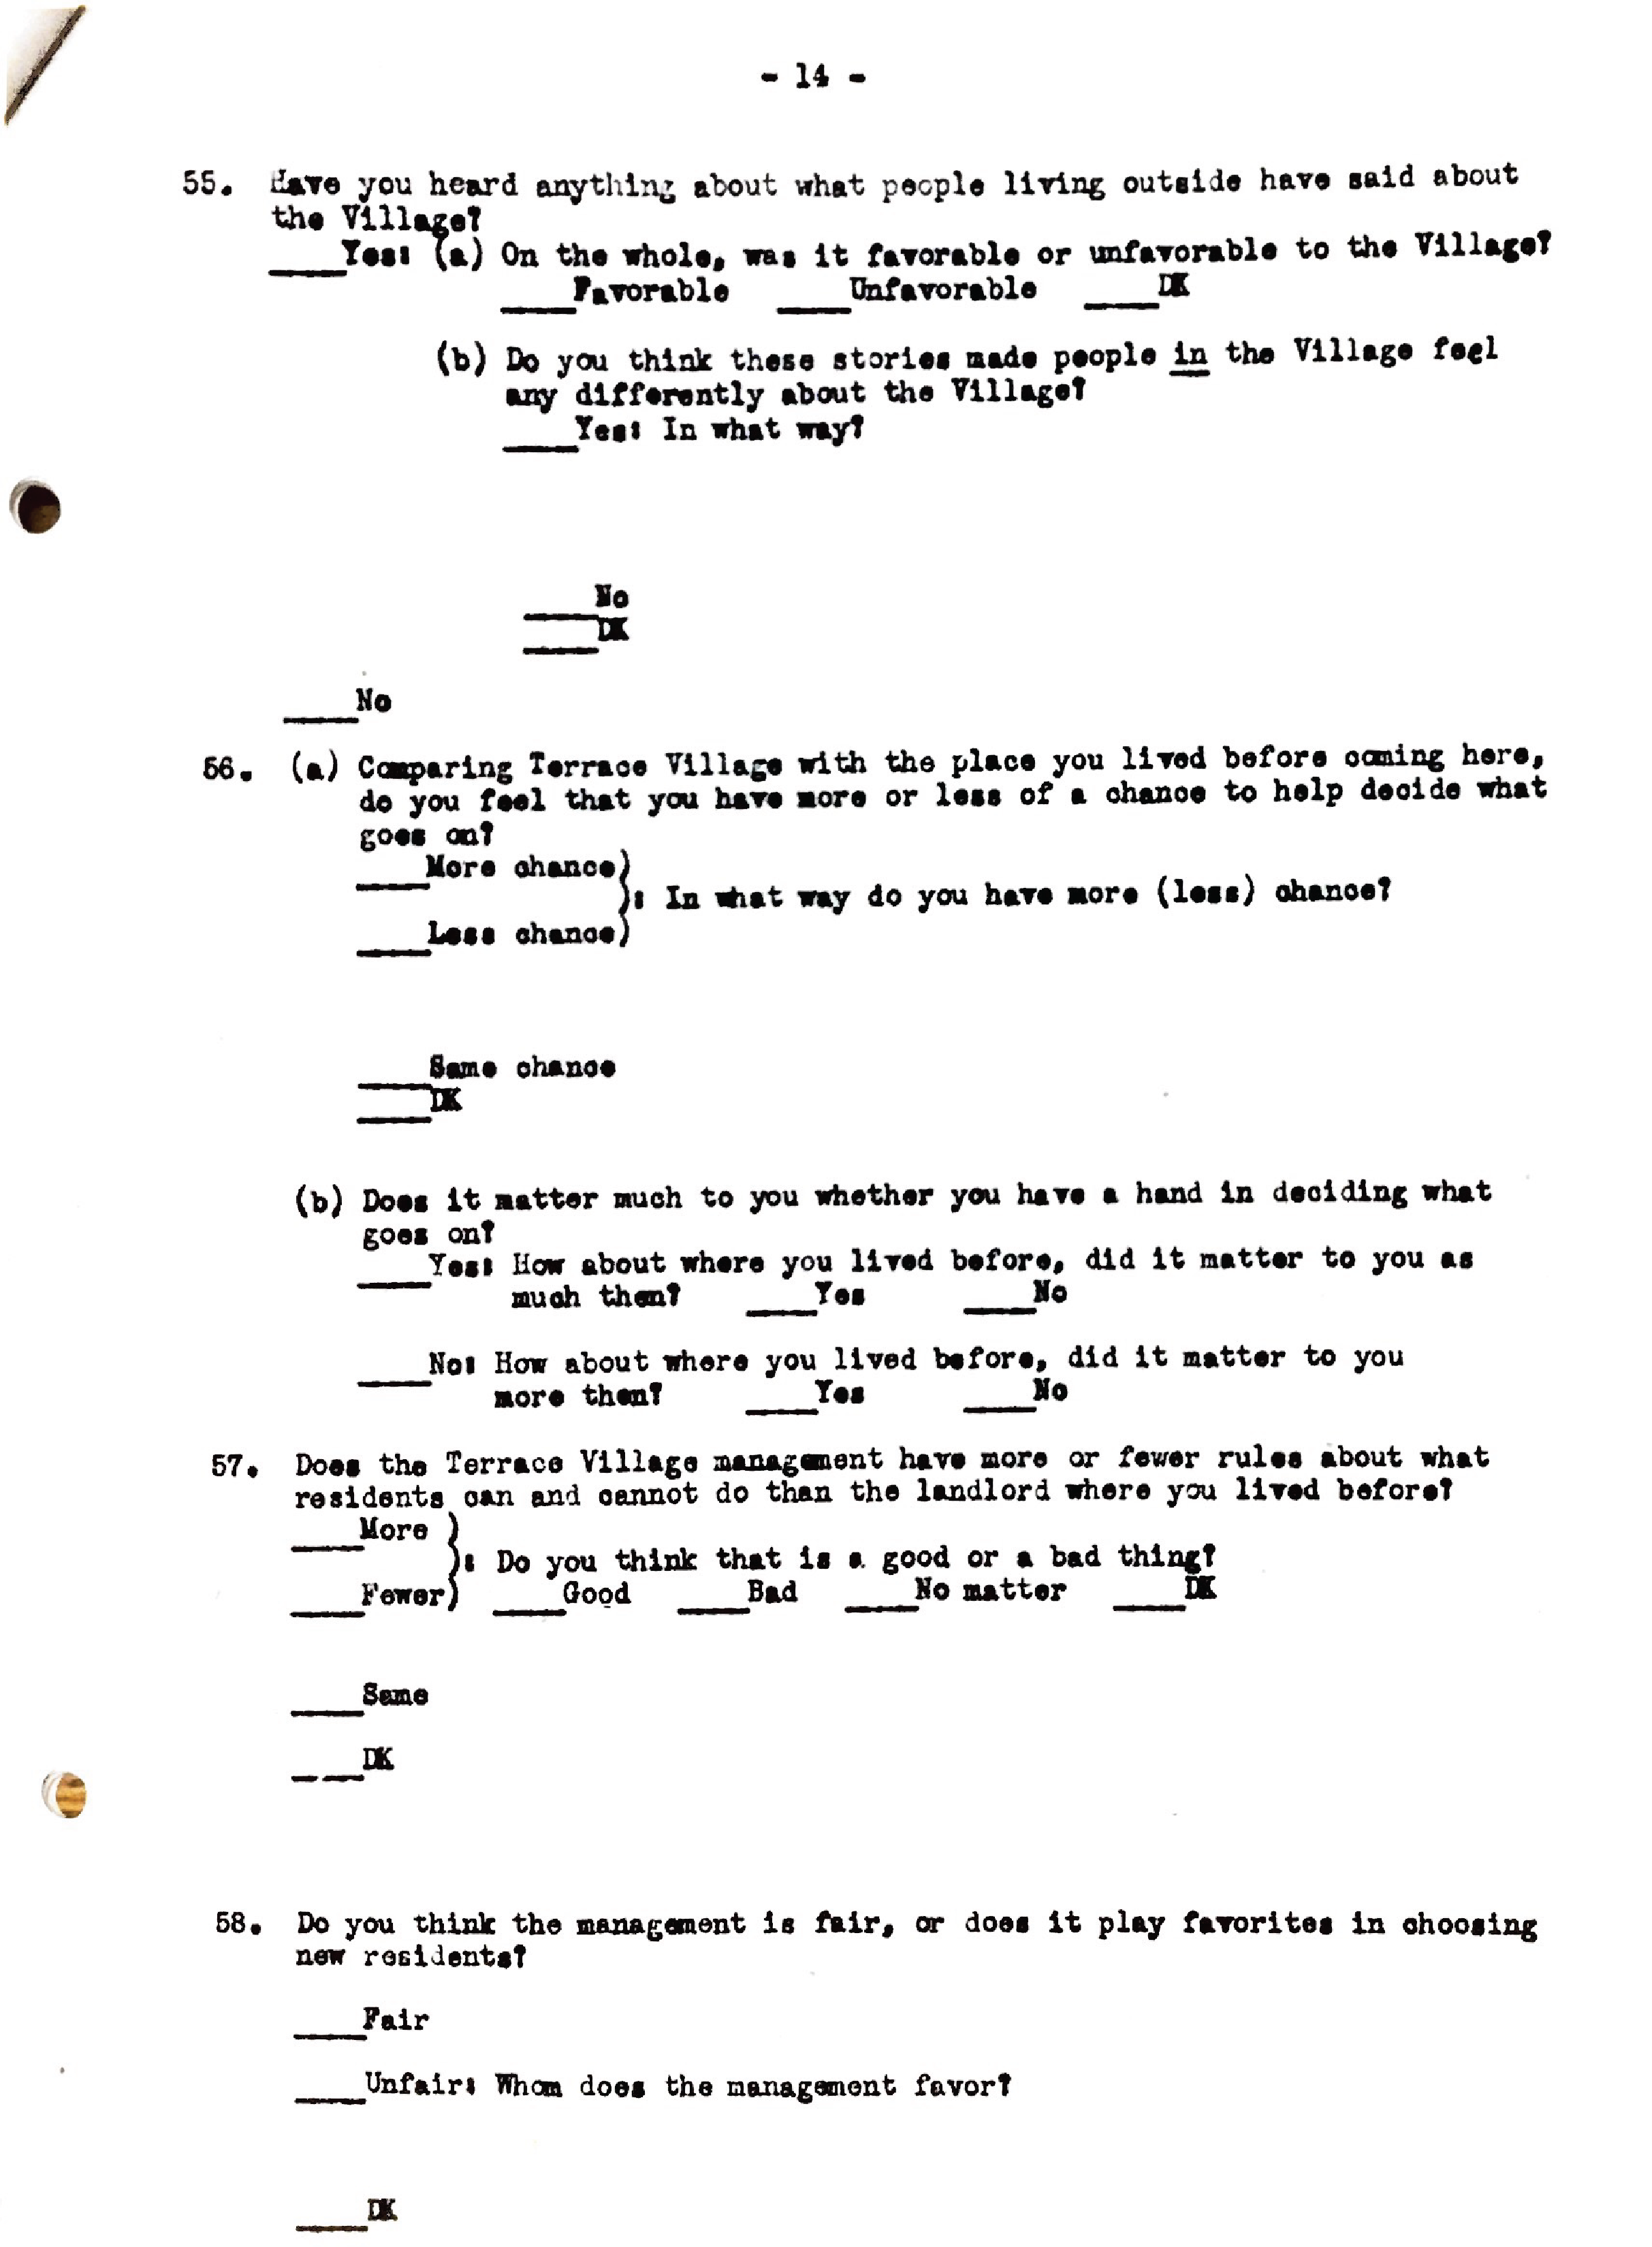 - 14 -
55. Have you heard anything about what people living outside have said about
the Village?
____Yes: (a) On the whole, was it favorable or unfavorable to the Village?
____Favorable ____Unfavorable ____DK
(b) Do you think these stories made people in the Village feel
any differently about the Village?
____Yes: In what way?
____No
____DK
____No
56. (a) Comparing Terrace Village with the place you lived before coming here,
do you feel that you have more or less of a chance to help decide what
goes on?
____More chance)
): In what way do you have more (less) chance?
____Less chance)
____Same chance
____DK
(b) Does it matter much to you whether you have a hand in deciding what
goes on?
____Yes: How about where you lived before, did it matter to you as
much then? ____Yes ____No
____No: How about where you lived before, did it matter to you
more then? ____Yes ____No
57. Does the Terrace Village management have more or fewer rules about what
residents can and cannot do than the landlord where you lived before?
____More )
): Do you think that is a good or a bad thing?
____Fewer) ____Good ____Bad ____No matter ____DK
____Same
____DK
58. Do you think the management is fair, or does it play favorites in choosing
new residents?
____Fair
____Unfair: Whom does the management favor?
____DK